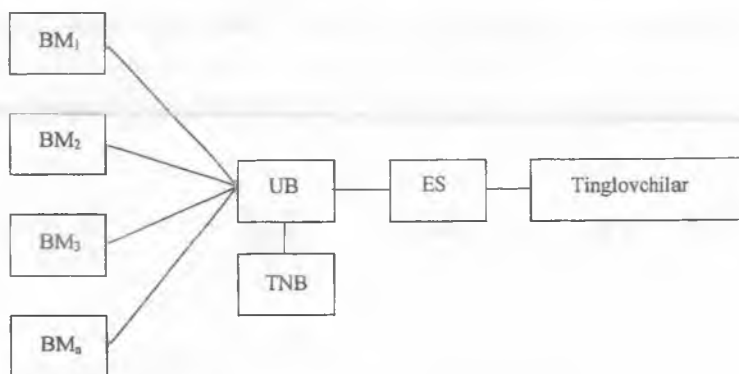 BM₁
BM₂
BM₃
BMₙ
UB
TNB
ES
Tinglovchilar